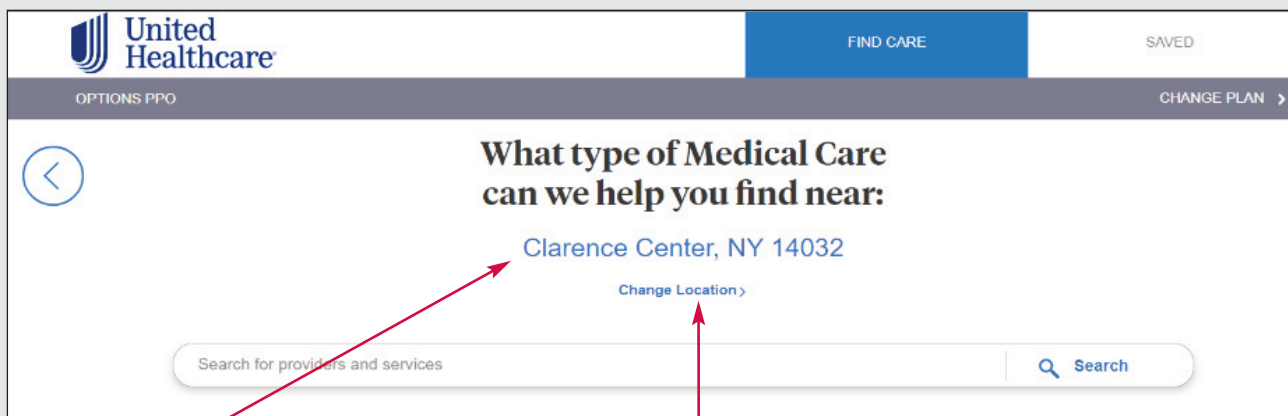 United
Healthcare
FIND CARE
SAVED
OPTIONS PPO
CHANGE PLAN
What type of Medical Care
can we help you find near:
Clarence Center, NY 14032
Change Location
Search for providers and services
Search